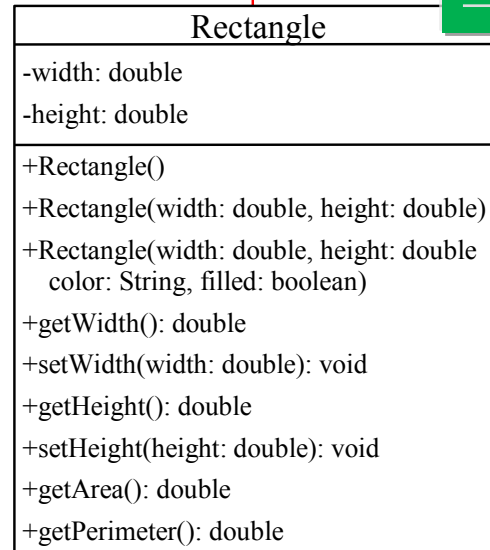 Rectangle
-width: double
-height: double
+Rectangle()
+Rectangle(width: double, height: double)
+Rectangle(width: double, height: double
color: String, filled: boolean)
+getWidth(): double
+setWidth(width: double): void
+getHeight(): double
+setHeight(height: double): void
+getArea(): double
+getPerimeter(): double